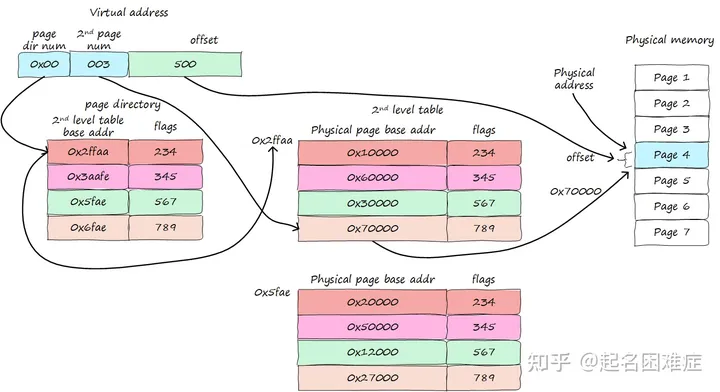 Virtual address
page dir num
2nd page num
offset
0x00
003
500
page directory
2nd level table base addr
flags
0x2ffaa
234
0x3aafe
345
0x5fae
567
0x6fae
789
0x2ffaa
2nd level table
Physical page base addr
flags
0x10000
234
0x60000
345
0x30000
567
0x70000
789
0x5fae
Physical page base addr
flags
0x20000
234
0x50000
345
0x12000
567
0x27000
789
Physical address
offset
0x70000
Physical memory
Page 1
Page 2
Page 3
Page 4
Page 5
Page 6
Page 7
知乎 @起名困难症